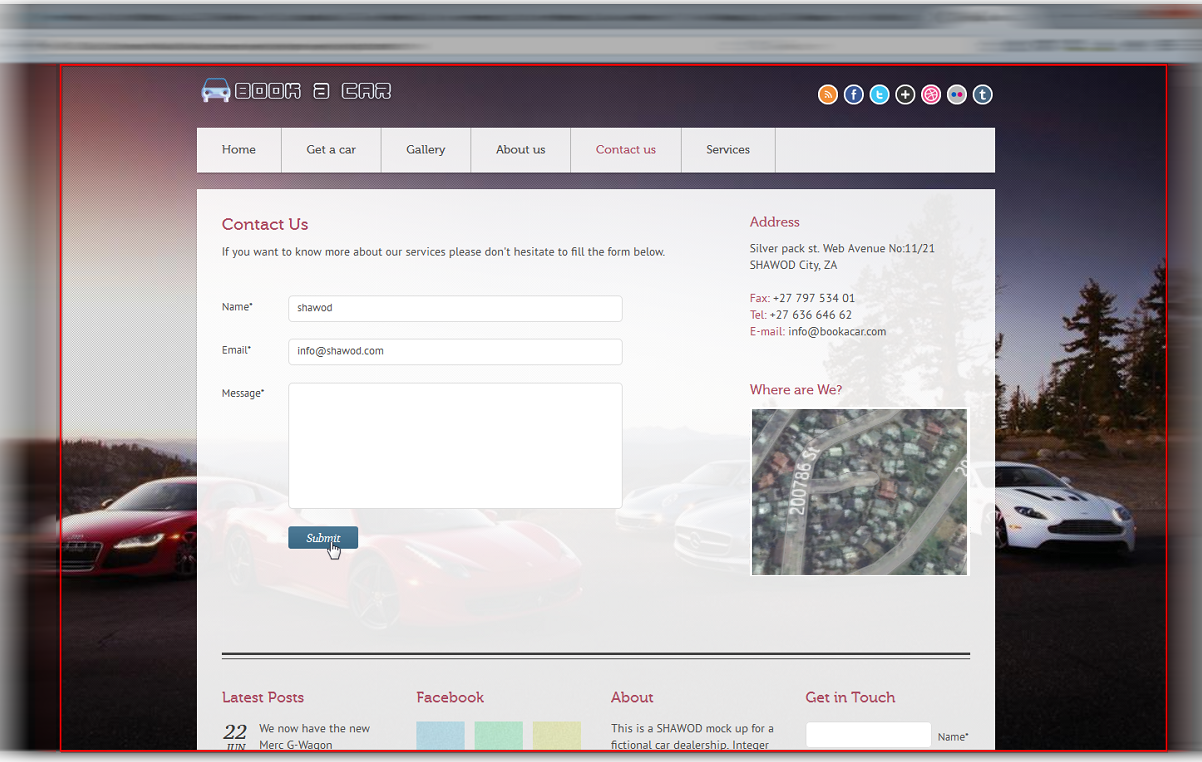 BOOK A CAR
Home Get a car Gallery About us Contact us Services
Contact Us
If you want to know more about our services please don't hesitate to fill the form below.
Name* shawod
Email* info@shawod.com
Message*
Submit
Address
Silver pack st. Web Avenue No:11/21
SHAWOD City, ZA
Fax: +27 797 534 01
Tel: +27 636 646 62
E-mail: info@bookacar.com
Where are We?
200786 St
20
Latest Posts
22 We now have the new
JUN Merc G-Wagon
Facebook
About
This is a SHAWOD mock up for a
fictional car dealership. Integer
Get in Touch
Name*